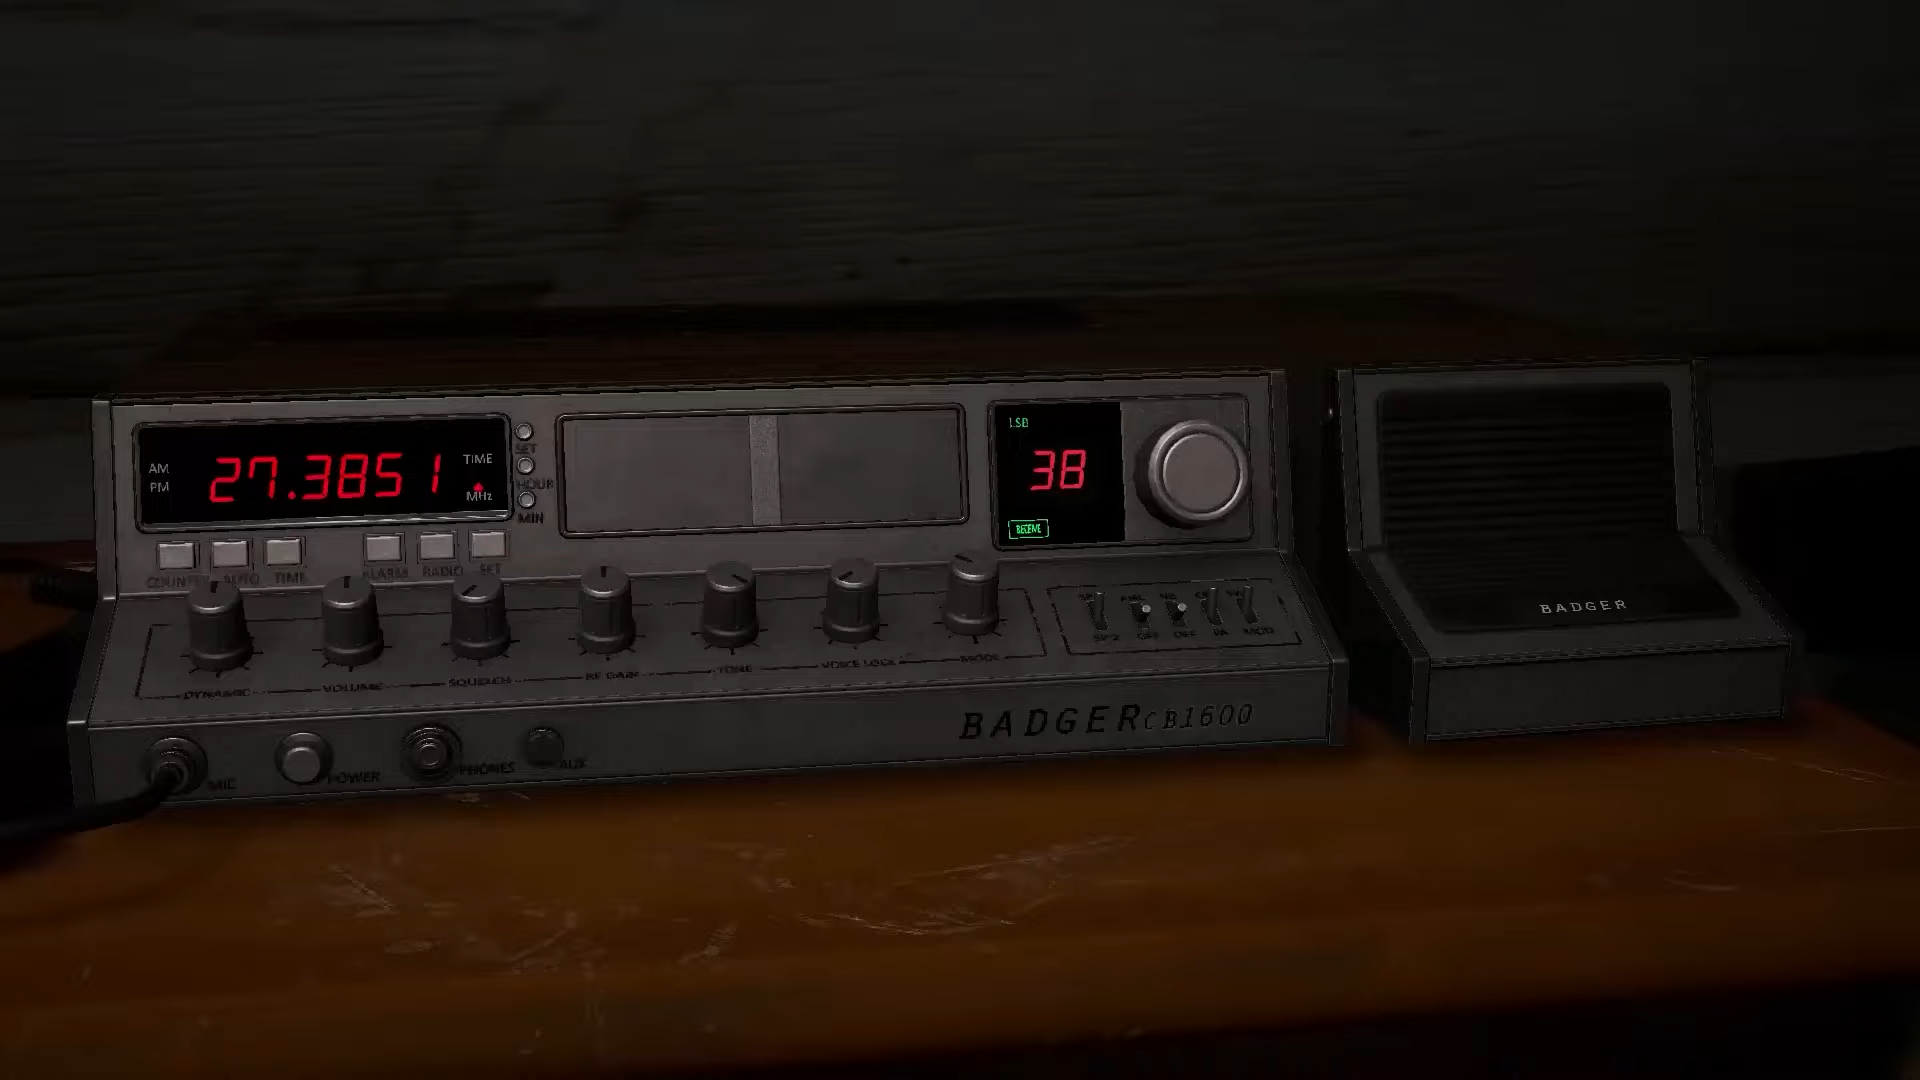 AM
PM
27.3851
TIME
MHz
SET
HOUR
MIN
LSB
38
RECEIVE
COUNTER AUTO TIME
ALARM RADIO SET
DYNAMIC
VOLUME
SQUELCH
RF GAIN
TONE
VOICE LOCK
MODE
SP2 OFF OFF PA MOD
BADGER CB1600
MIC
POWER
PHONES
AUX
BADGER